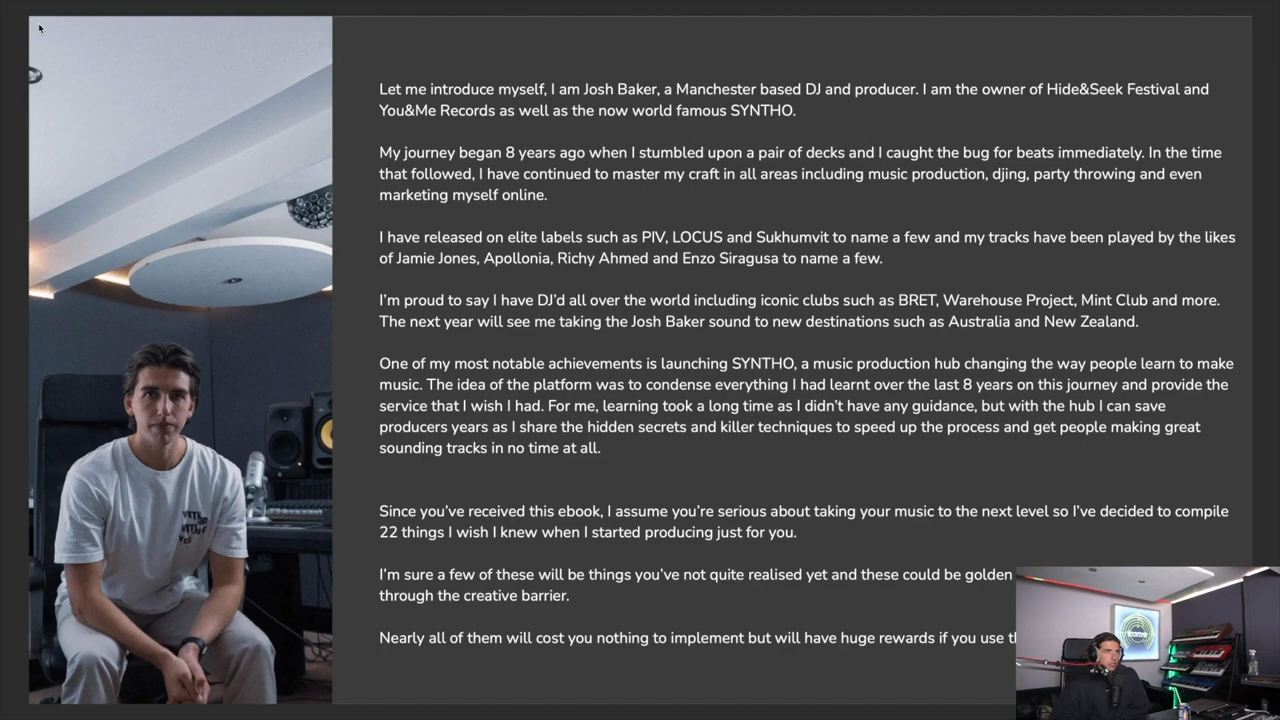 Let me introduce myself, I am Josh Baker, a Manchester based DJ and producer. I am the owner of Hide&Seek Festival and
You&Me Records as well as the now world famous SYNTHO.
My journey began 8 years ago when I stumbled upon a pair of decks and I caught the bug for beats immediately. In the time
that followed, I have continued to master my craft in all areas including music production, djing, party throwing and even
marketing myself online.
I have released on elite labels such as PIV, LOCUS and Sukhumvit to name a few and my tracks have been played by the likes
of Jamie Jones, Apollonia, Richy Ahmed and Enzo Siragusa to name a few.
I'm proud to say I have DJ'd all over the world including iconic clubs such as BRET, Warehouse Project, Mint Club and more.
The next year will see me taking the Josh Baker sound to new destinations such as Australia and New Zealand.
One of my most notable achievements is launching SYNTHO, a music production hub changing the way people learn to make
music. The idea of the platform was to condense everything I had learnt over the last 8 years on this journey and provide the
service that I wish I had. For me, learning took a long time as I didn't have any guidance, but with the hub I can save
producers years as I share the hidden secrets and killer techniques to speed up the process and get people making great
sounding tracks in no time at all.
Since you've received this ebook, I assume you're serious about taking your music to the next level so I've decided to compile
22 things I wish I knew when I started producing just for you.
I'm sure a few of these will be things you've not quite realised yet and these could be golden
through the creative barrier.
Nearly all of them will cost you nothing to implement but will have huge rewards if you use